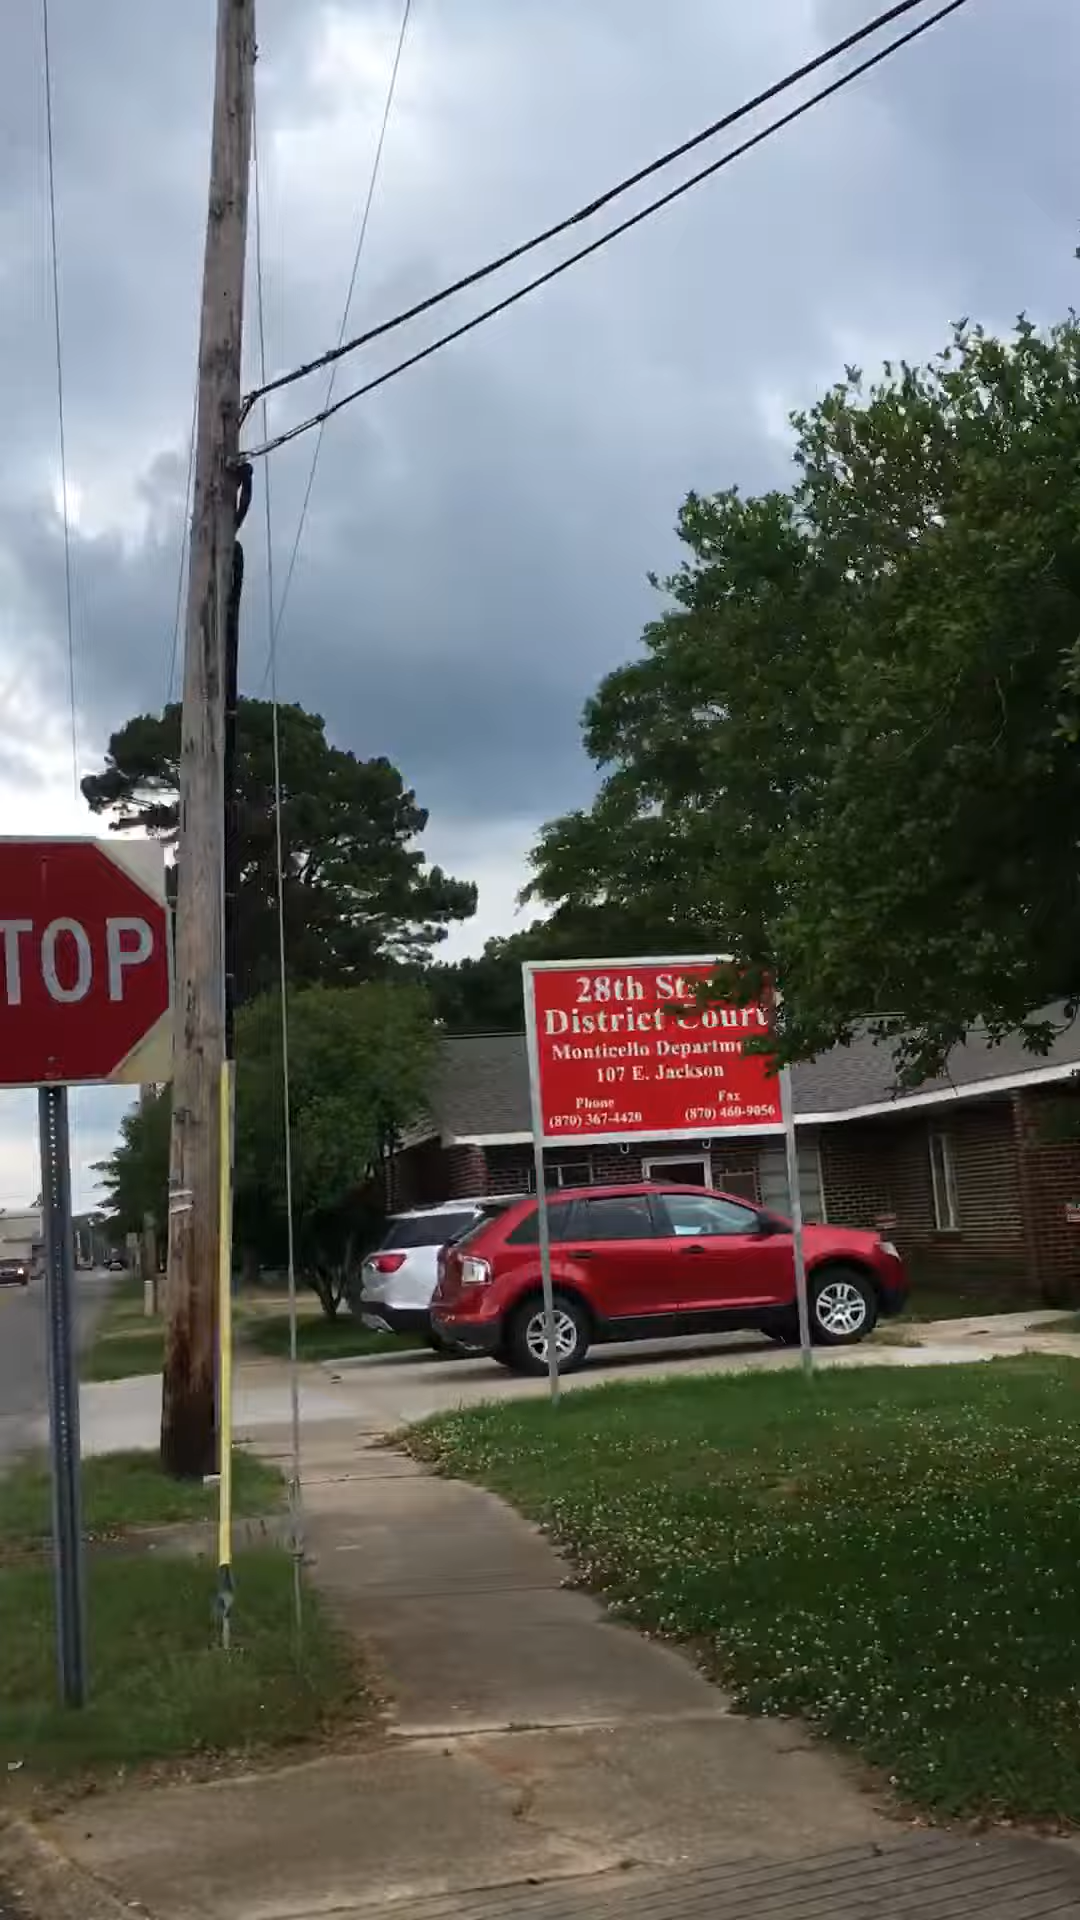 TOP
28th St
District Court
Monticello Departm
107 E. Jackson
Phone
(870) 367-4420
Fax
(870) 460-9056